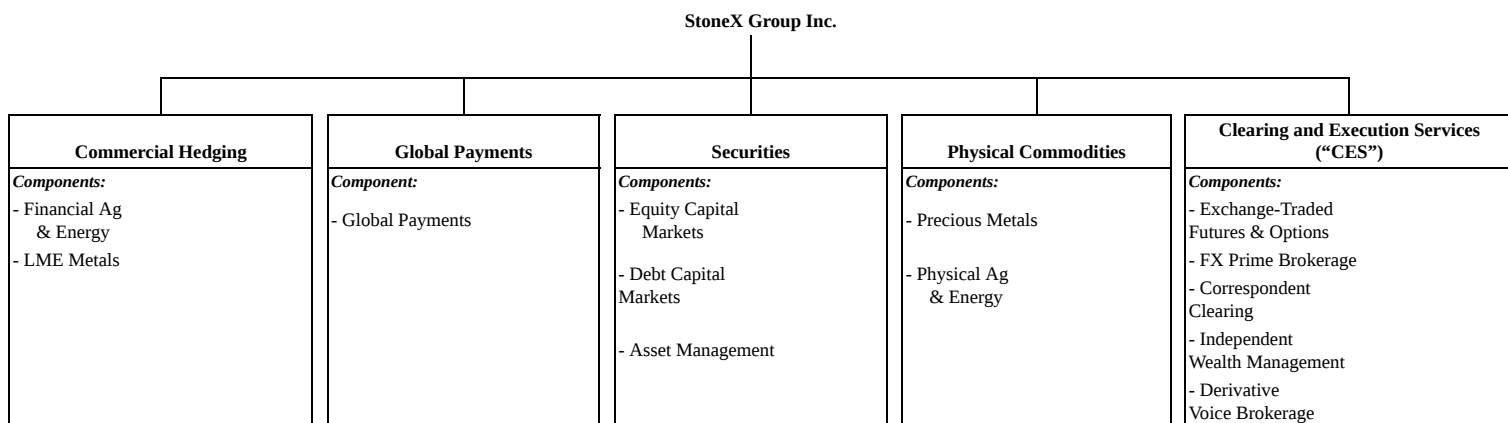 StoneX Group Inc.
Commercial Hedging
Components:
- Financial Ag
& Energy
- LME Metals
Global Payments
Component:
- Global Payments
Securities
Components:
- Equity Capital
Markets
- Debt Capital
Markets
- Asset Management
Physical Commodities
Components:
- Precious Metals
- Physical Ag
& Energy
Clearing and Execution Services
(“CES”)
Components:
- Exchange-Traded
Futures & Options
- FX Prime Brokerage
- Correspondent
Clearing
- Independent
Wealth Management
- Derivative
Voice Brokerage